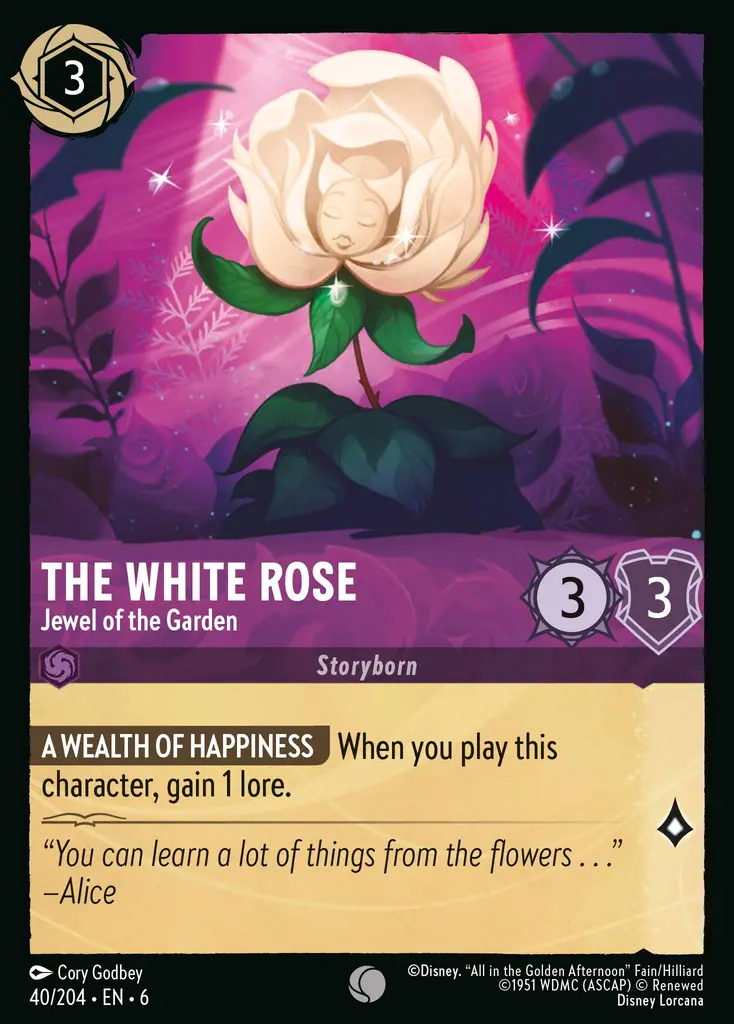 3
THE WHITE ROSE
Jewel of the Garden
3
3
Storyborn
A WEALTH OF HAPPINESS When you play this
character, gain 1 lore.
“You can learn a lot of things from the flowers . . .”
–Alice
Cory Godbey
40/204 • EN • 6
©Disney. “All in the Golden Afternoon” Fain/Hilliard
©1951 WDMC (ASCAP) © Renewed
Disney Lorcana